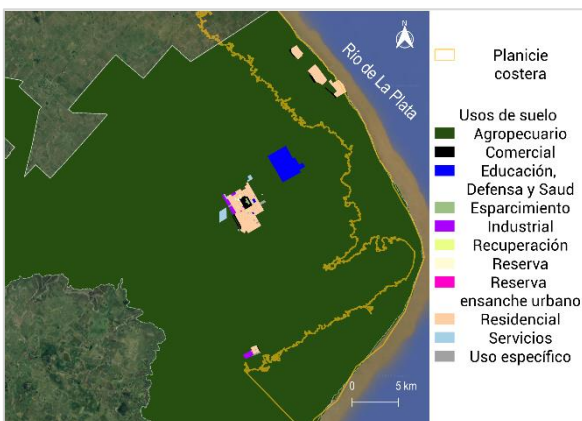 N
Río de La Plata
0 5 km
Planicie
costera
Usos de suelo
Agropecuario
Comercial
Educación,
Defensa y Saud
Esparcimiento
Industrial
Recuperación
Reserva
Reserva
ensanche urbano
Residencial
Servicios
Uso específico